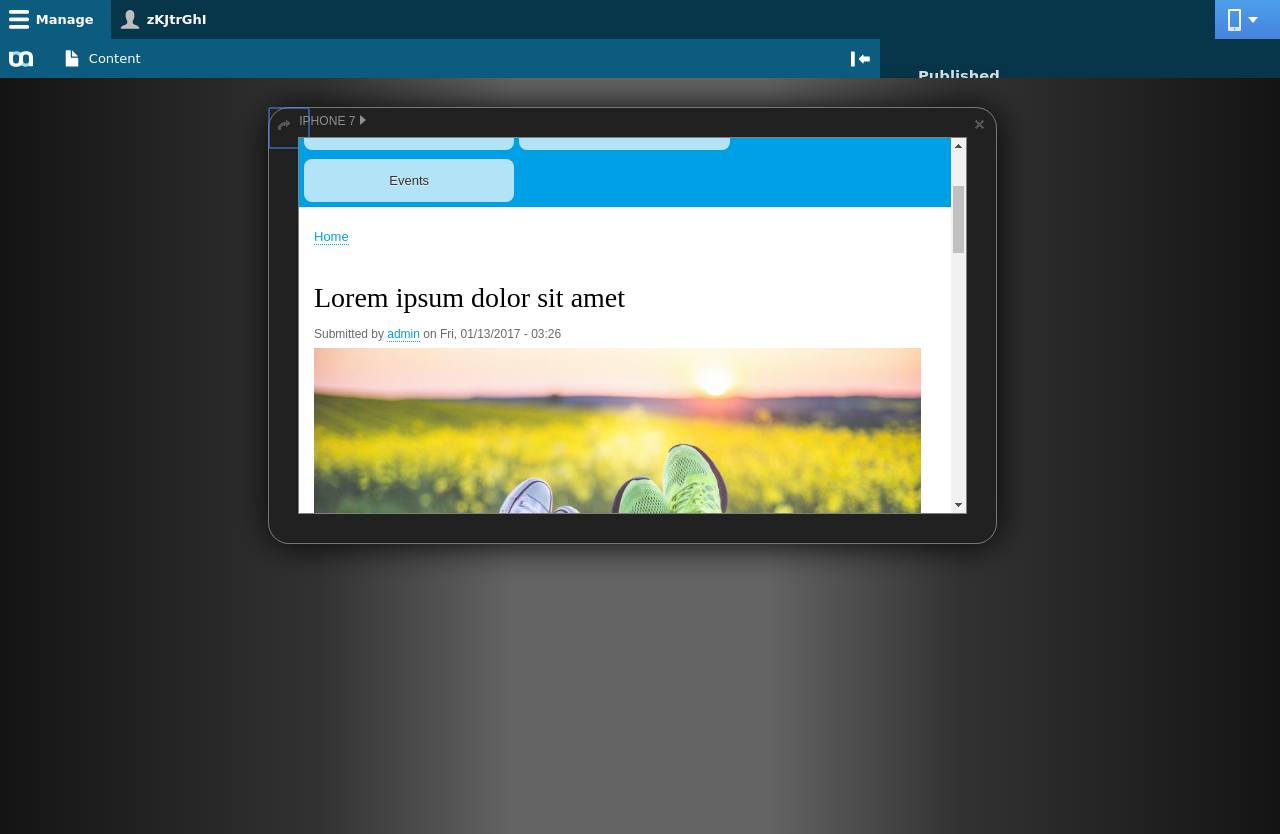 Manage
zKJtrGhI
Content
Published
IPHONE 7
Events
Home
Lorem ipsum dolor sit amet
Submitted by admin on Fri, 01/13/2017 - 03:26